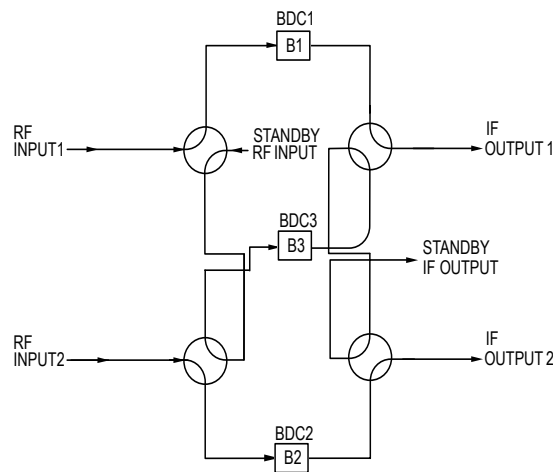 BDC1
B1
RF
INPUT1
STANDBY
RF INPUT
IF
OUTPUT 1
BDC3
B3
STANDBY
IF OUTPUT
RF
INPUT2
IF
OUTPUT 2
BDC2
B2